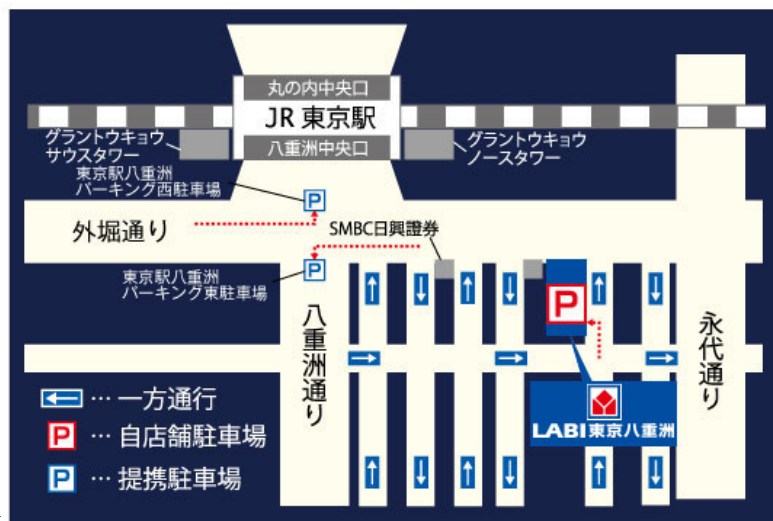 丸の内中央口
JR 東京駅
八重洲中央口
グラントウキョウ
サウスタワー
グラントウキョウ
ノースタワー
東京駅八重洲
パーキング西駐車場
P
外堀通り
SMBC日興證券
P
東京駅八重洲
パーキング東駐車場
P
八重洲通り
永代通り
LABI東京八重洲
… 一方通行
P … 自店舗駐車場
P … 提携駐車場